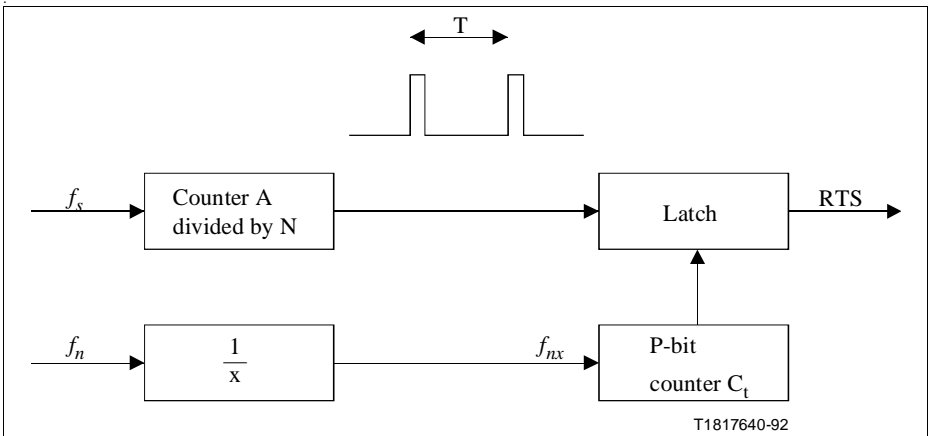 T
f_s
Counter A
divided by N
Latch
RTS
f_n
1
x
f_nx
P-bit
counter C_t
T1817640-92